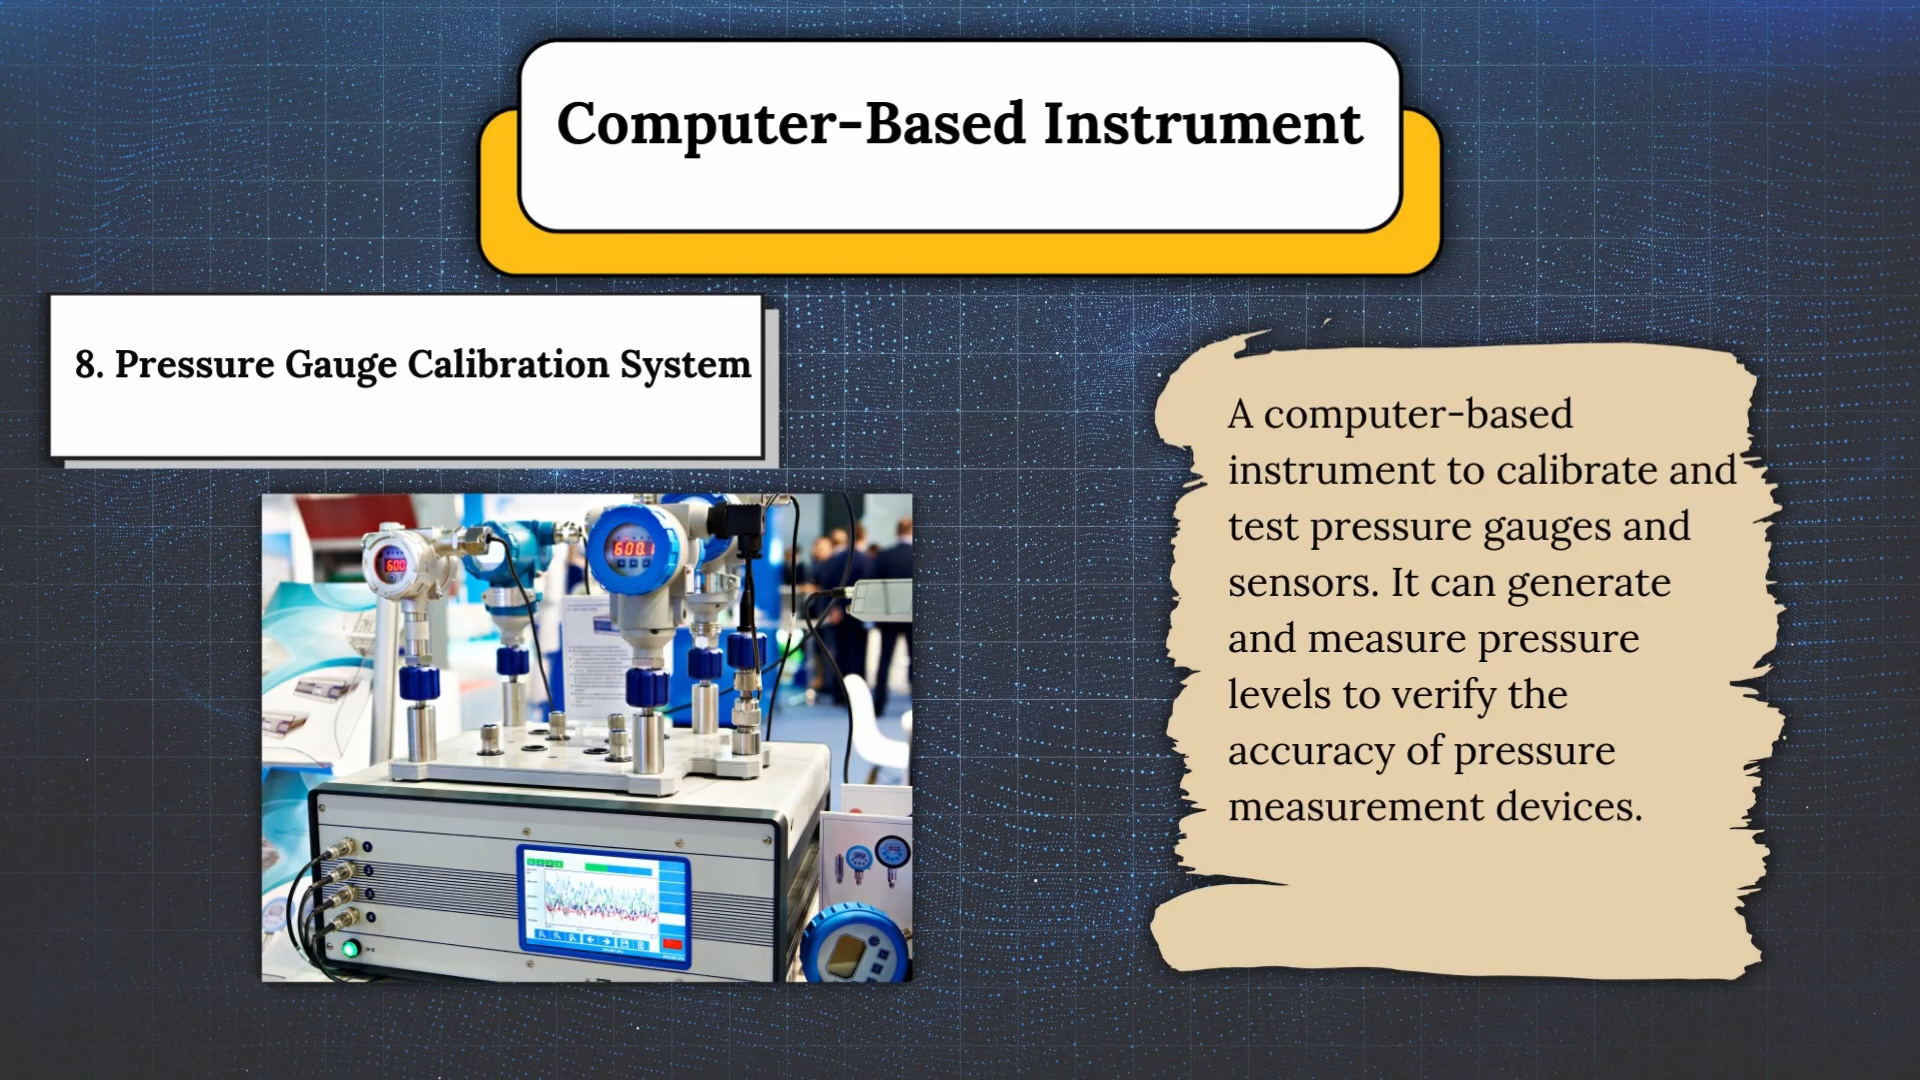 Computer-Based Instrument
8. Pressure Gauge Calibration System
A computer-based
instrument to calibrate and
test pressure gauges and
sensors. It can generate
and measure pressure
levels to verify the
accuracy of pressure
measurement devices.
600.1